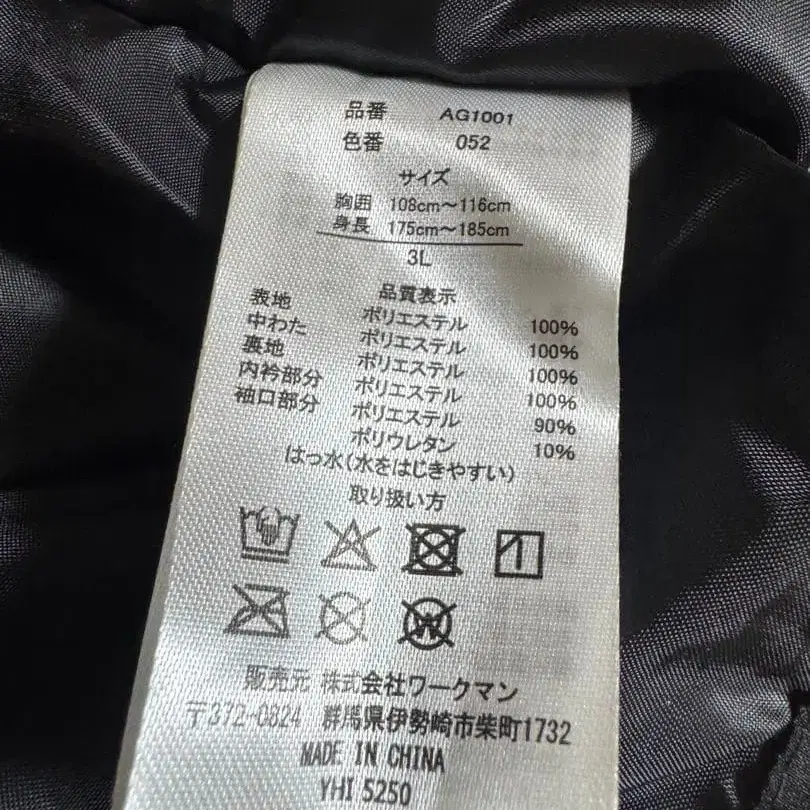 品番 AG1001
色番 052
サイズ
胸囲 108cm～116cm
身長 175cm～185cm
3L
品質表示
表地 ポリエステル 100%
中わた ポリエステル 100%
裏地 ポリエステル 100%
内衿部分 ポリエステル 100%
袖口部分 ポリエステル 90%
ポリウレタン 10%
はっ水(水をはじきやすい)
取り扱い方
W
販売元 株式会社ワークマン
〒372-0824 群馬県伊勢崎市柴町1732
MADE IN CHINA
YHI 5250